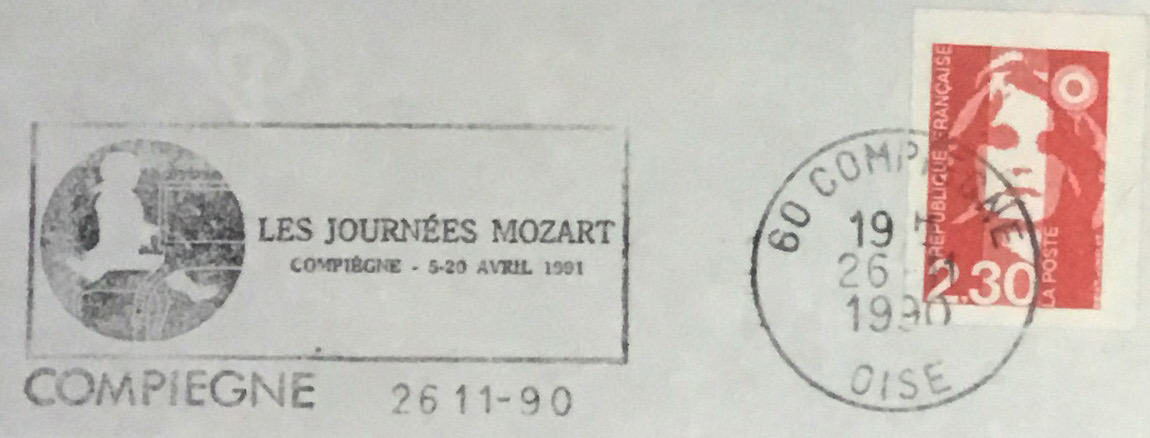 LES JOURNÉES MOZART
COMPIÈGNE - 5-20 AVRIL 1991
COMPIEGNE 26 11-90
60 COMPIEGNE
19
26
1990
OISE
RÉPUBLIQUE FRANÇAISE
2.30
LA POSTE